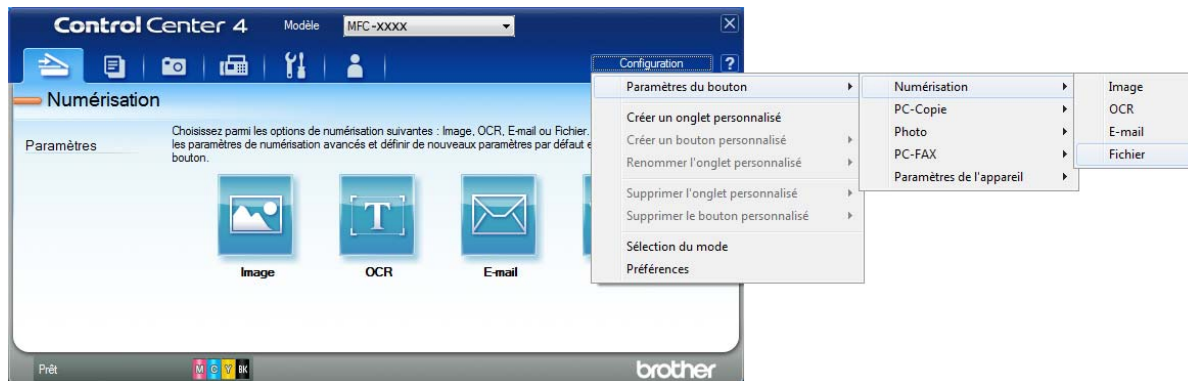 Control Center 4
Modèle
MFC-XXXX
Configuration
?
Numérisation
Paramètres
Choisissez parmi les options de numérisation suivantes : Image, OCR, E-mail ou Fichier.
les paramètres de numérisation avancés et définir de nouveaux paramètres par défaut
bouton.
T
Image
OCR
E-mail
Paramètres du bouton
Créer un onglet personnalisé
Créer un bouton personnalisé
Renommer l'onglet personnalisé
Supprimer l'onglet personnalisé
Supprimer le bouton personnalisé
Sélection du mode
Préférences
Numérisation
PC-Copie
Photo
PC-FAX
Paramètres de l'appareil
Image
OCR
E-mail
Fichier
Prêt
M C Y BK
brother